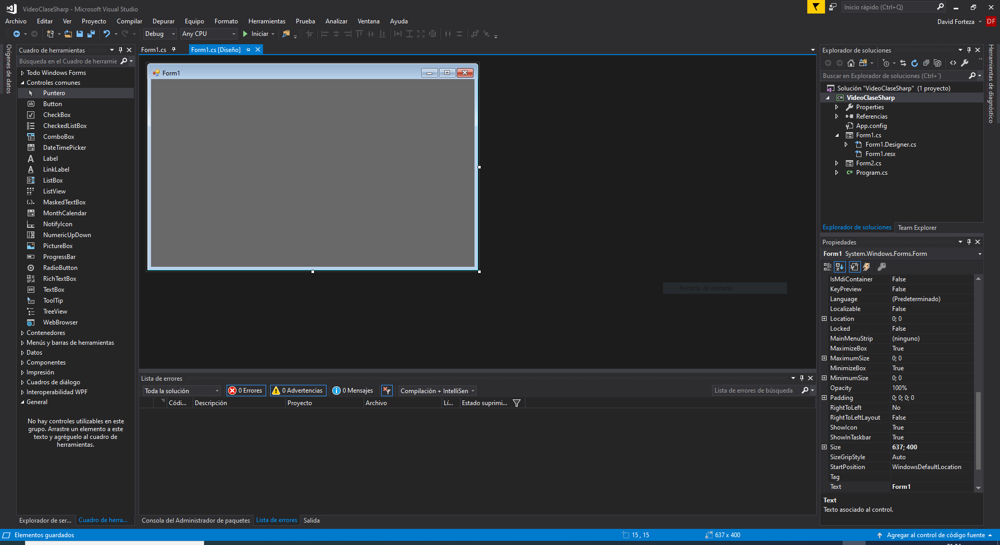 VideoClaseSharp - Microsoft Visual Studio
Inicio rápido (Ctrl+Q)
Archivo Editar Ver Proyecto Compilar Depurar Equipo Formato Herramientas Prueba Analizar Ventana Ayuda
David Forteza DF
Debug Any CPU Iniciar
Orígenes de datos
Cuadro de herramientas
Búsqueda en el Cuadro de herramie
Todo Windows Forms
Controles comunes
Puntero
Button
CheckBox
CheckedListBox
ComboBox
DateTimePicker
Label
LinkLabel
ListBox
ListView
MaskedTextBox
MonthCalendar
NotifyIcon
NumericUpDown
PictureBox
ProgressBar
RadioButton
RichTextBox
TextBox
ToolTip
TreeView
WebBrowser
Contenedores
Menús y barras de herramientas
Datos
Componentes
Impresión
Cuadros de diálogo
Interoperabilidad WPF
General
No hay controles utilizables en este
grupo. Arrastre un elemento a este
texto y agréguelo al cuadro de
herramientas.
Explorador de ser... Cuadro de herra...
Form1.cs Form1.cs [Diseño]
Form1
Recorte de ventana
Lista de errores
Toda la solución 0 Errores 0 Advertencias 0 Mensajes Compilación + IntelliSen Lista de errores de búsqueda
Códi... Descripción Proyecto Archivo Lí... Estado suprimi...
Consola del Administrador de paquetes Lista de errores Salida
Explorador de soluciones
Buscar en Explorador de soluciones (Ctrl+¨)
Solución "VideoClaseSharp" (1 proyecto)
VideoClaseSharp
Properties
Referencias
App.config
Form1.cs
Form1.Designer.cs
Form1.resx
Form2.cs
C# Program.cs
Explorador de soluciones Team Explorer
Propiedades
Form1 System.Windows.Forms.Form
IsMdiContainer False
KeyPreview False
Language (Predeterminado)
Localizable False
Location 0; 0
Locked False
MainMenuStrip (ninguno)
MaximizeBox True
MaximumSize 0; 0
MinimizeBox True
MinimumSize 0; 0
Opacity 100%
Padding 0; 0; 0; 0
RightToLeft No
RightToLeftLayout False
ShowIcon True
ShowInTaskbar True
Size 637; 400
SizeGripStyle Auto
StartPosition WindowsDefaultLocation
Tag
Text Form1
Text
Texto asociado al control.
Herramientas de diagnóstico
Elementos guardados 15 , 15 637 x 400 Agregar al control de código fuente